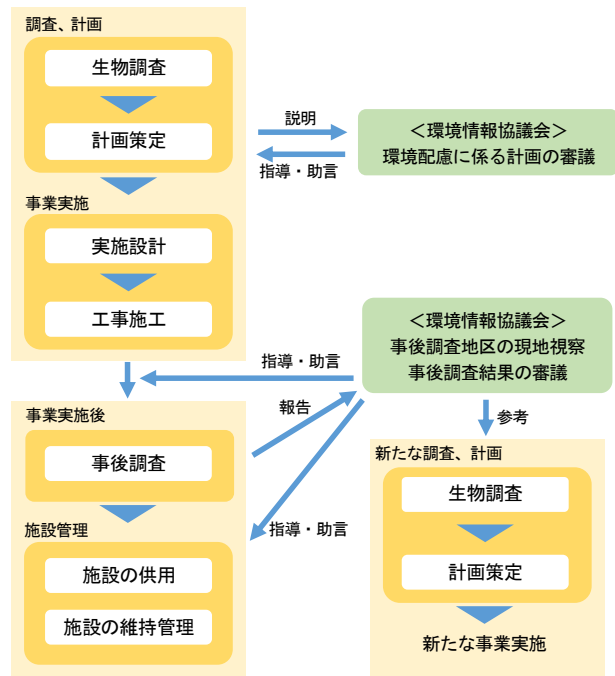 調査、計画
生物調査
計画策定
説明
指導・助言
＜環境情報協議会＞
環境配慮に係る計画の審議
事業実施
実施設計
工事施工
＜環境情報協議会＞
事後調査地区の現地視察
事後調査結果の審議
指導・助言
報告
指導・助言
参考
事業実施後
事後調査
施設管理
施設の供用
施設の維持管理
新たな調査、計画
生物調査
計画策定
新たな事業実施